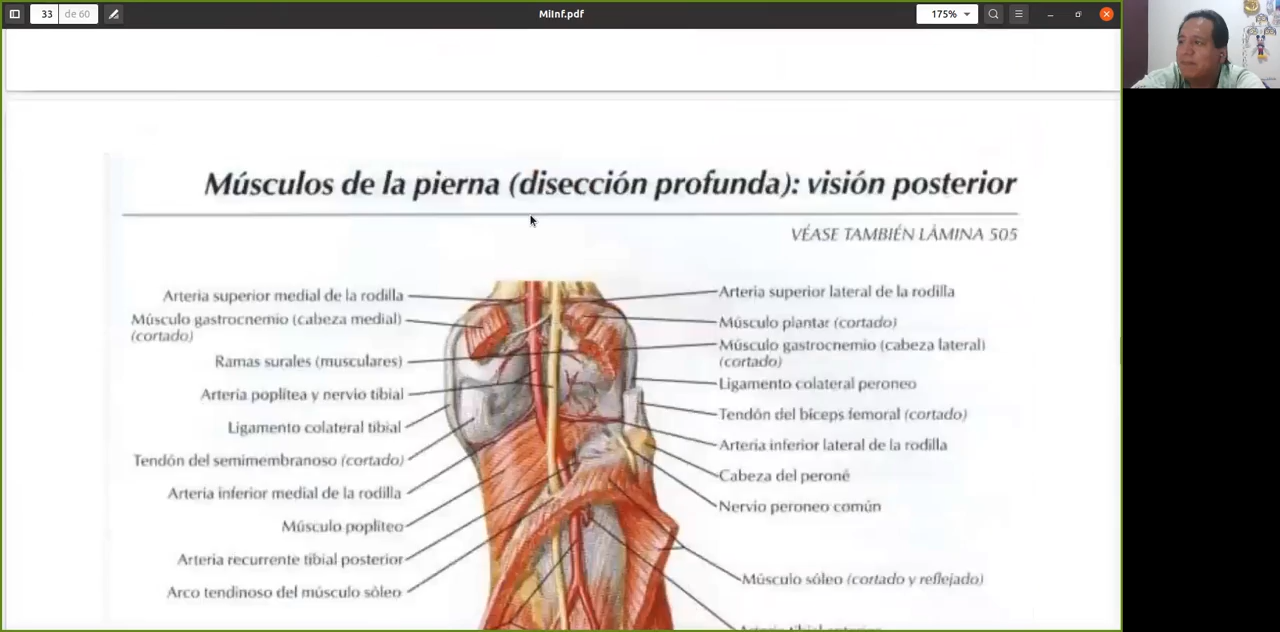 33 de 60
MiInf.pdf
175%
Músculos de la pierna (disección profunda): visión posterior
VÉASE TAMBIÉN LÁMINA 505
Arteria superior medial de la rodilla
Músculo gastrocnemio (cabeza medial)
(cortado)
Ramas surales (musculares)
Arteria poplítea y nervio tibial
Ligamento colateral tibial
Tendón del semimembranoso (cortado)
Arteria inferior medial de la rodilla
Músculo poplíteo
Arteria recurrente tibial posterior
Arco tendinoso del músculo sóleo
Arteria superior lateral de la rodilla
Músculo plantar (cortado)
Músculo gastrocnemio (cabeza lateral)
(cortado)
Ligamento colateral peroneo
Tendón del bíceps femoral (cortado)
Arteria inferior lateral de la rodilla
Cabeza del peroné
Nervio peroneo común
Músculo sóleo (cortado y reflejado)